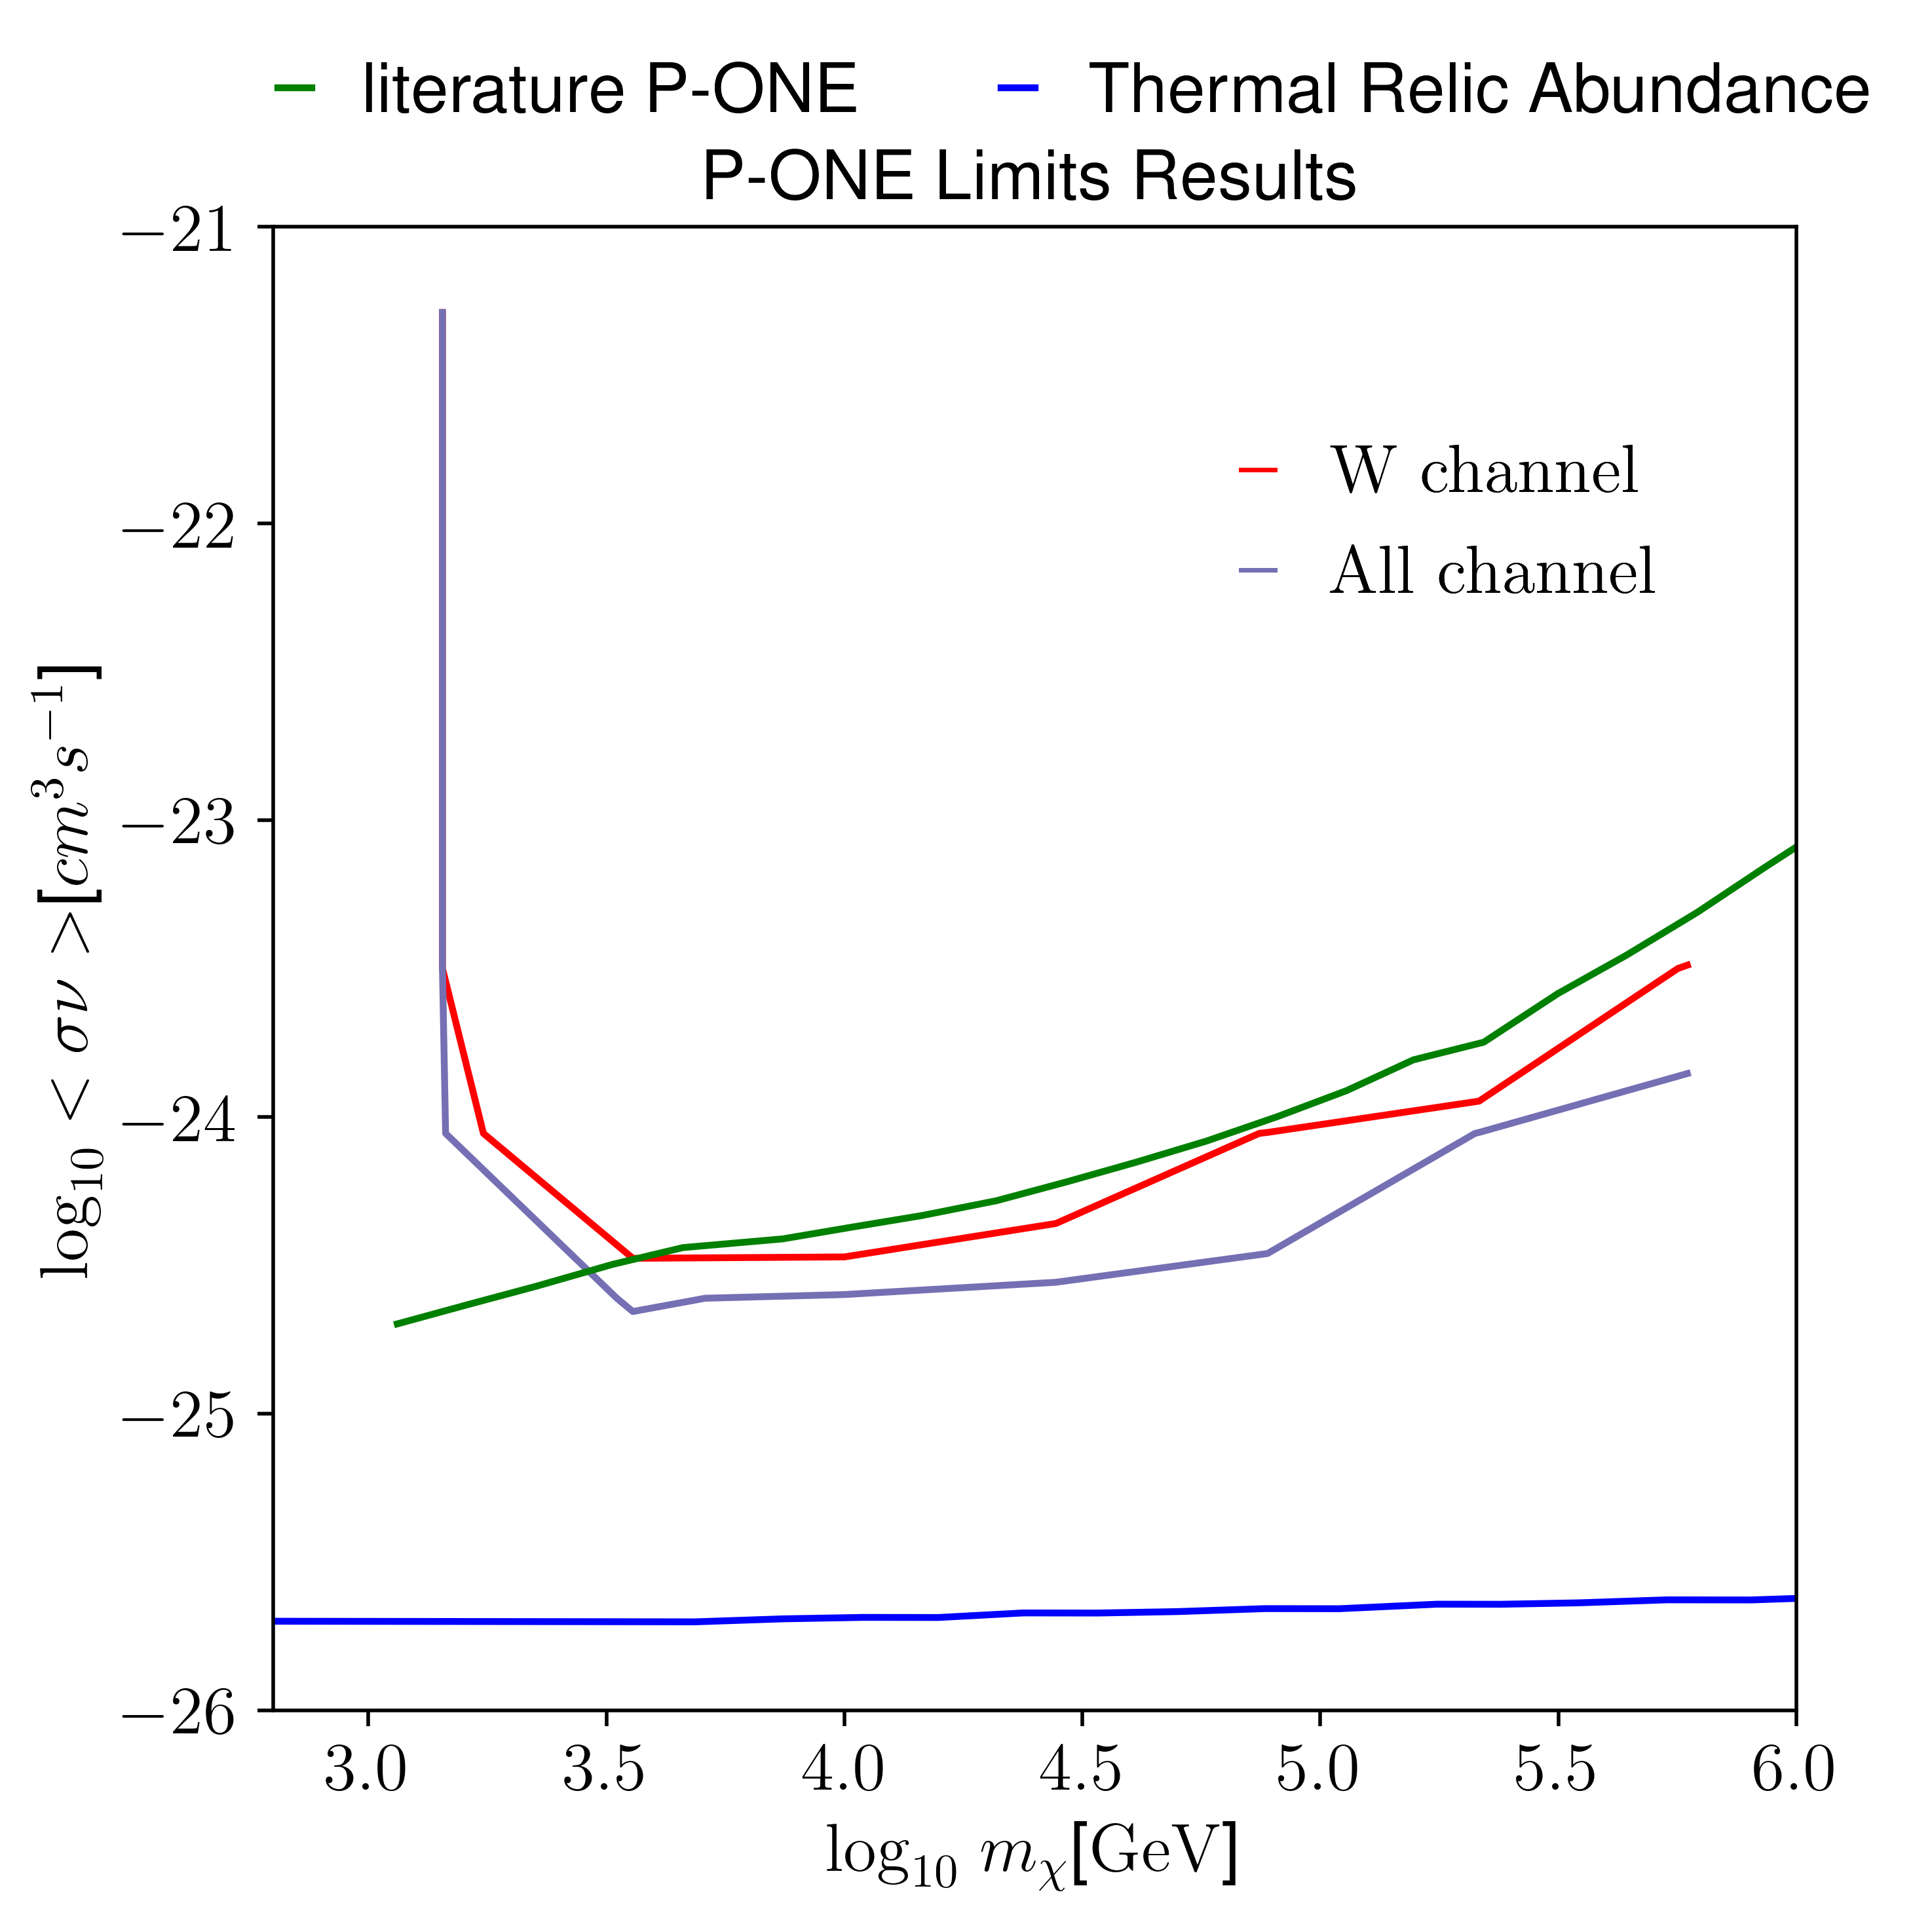 literature P-ONE Thermal Relic Abundance
P-ONE Limits Results
−21
−22
−23
−24
−25
−26
log₁₀ < σν >[cm³s⁻¹]
W channel
All channel
3.0 3.5 4.0 4.5 5.0 5.5 6.0
log₁₀ mᵪ[GeV]